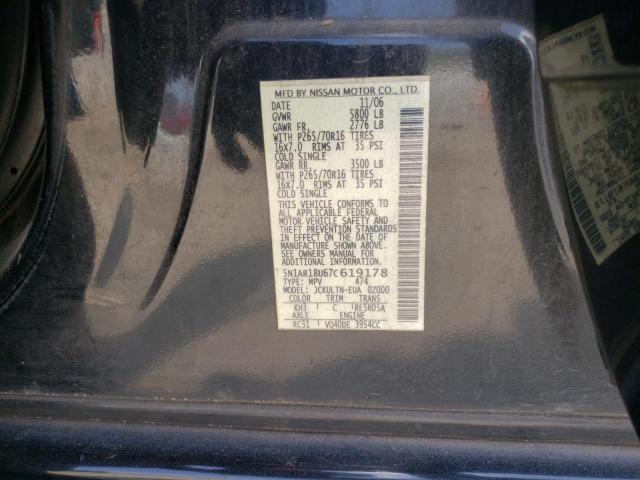 MFD BY NISSAN MOTOR CO., LTD.
DATE 11/06
GVWR 5800 LB
GAWR FR. 2776 LB
WITH P265/70R16 TIRES
16X7.0 RIMS AT 35 PSI
COLD SINGLE
GAWR RR. 3500 LB
WITH P265/70R16 TIRES
16X7.0 RIMS AT 35 PSI
COLD SINGLE
THIS VEHICLE CONFORMS TO
ALL APPLICABLE FEDERAL
MOTOR VEHICLE SAFETY AND
THEFT PREVENTION STANDARDS
IN EFFECT ON THE DATE OF
MANUFACTURE SHOWN ABOVE.
SEE OWNERS MANUAL FOR
ADDITIONAL INFORMATION
5N1AR18U67C619178
TYPE: MPV 474
MODEL: JCKULTN-EUA 02000
COLOR TRIM TRANS
KH3 C RE5R05A
AXLE ENGINE
RC31 VQ40DE 3954CC